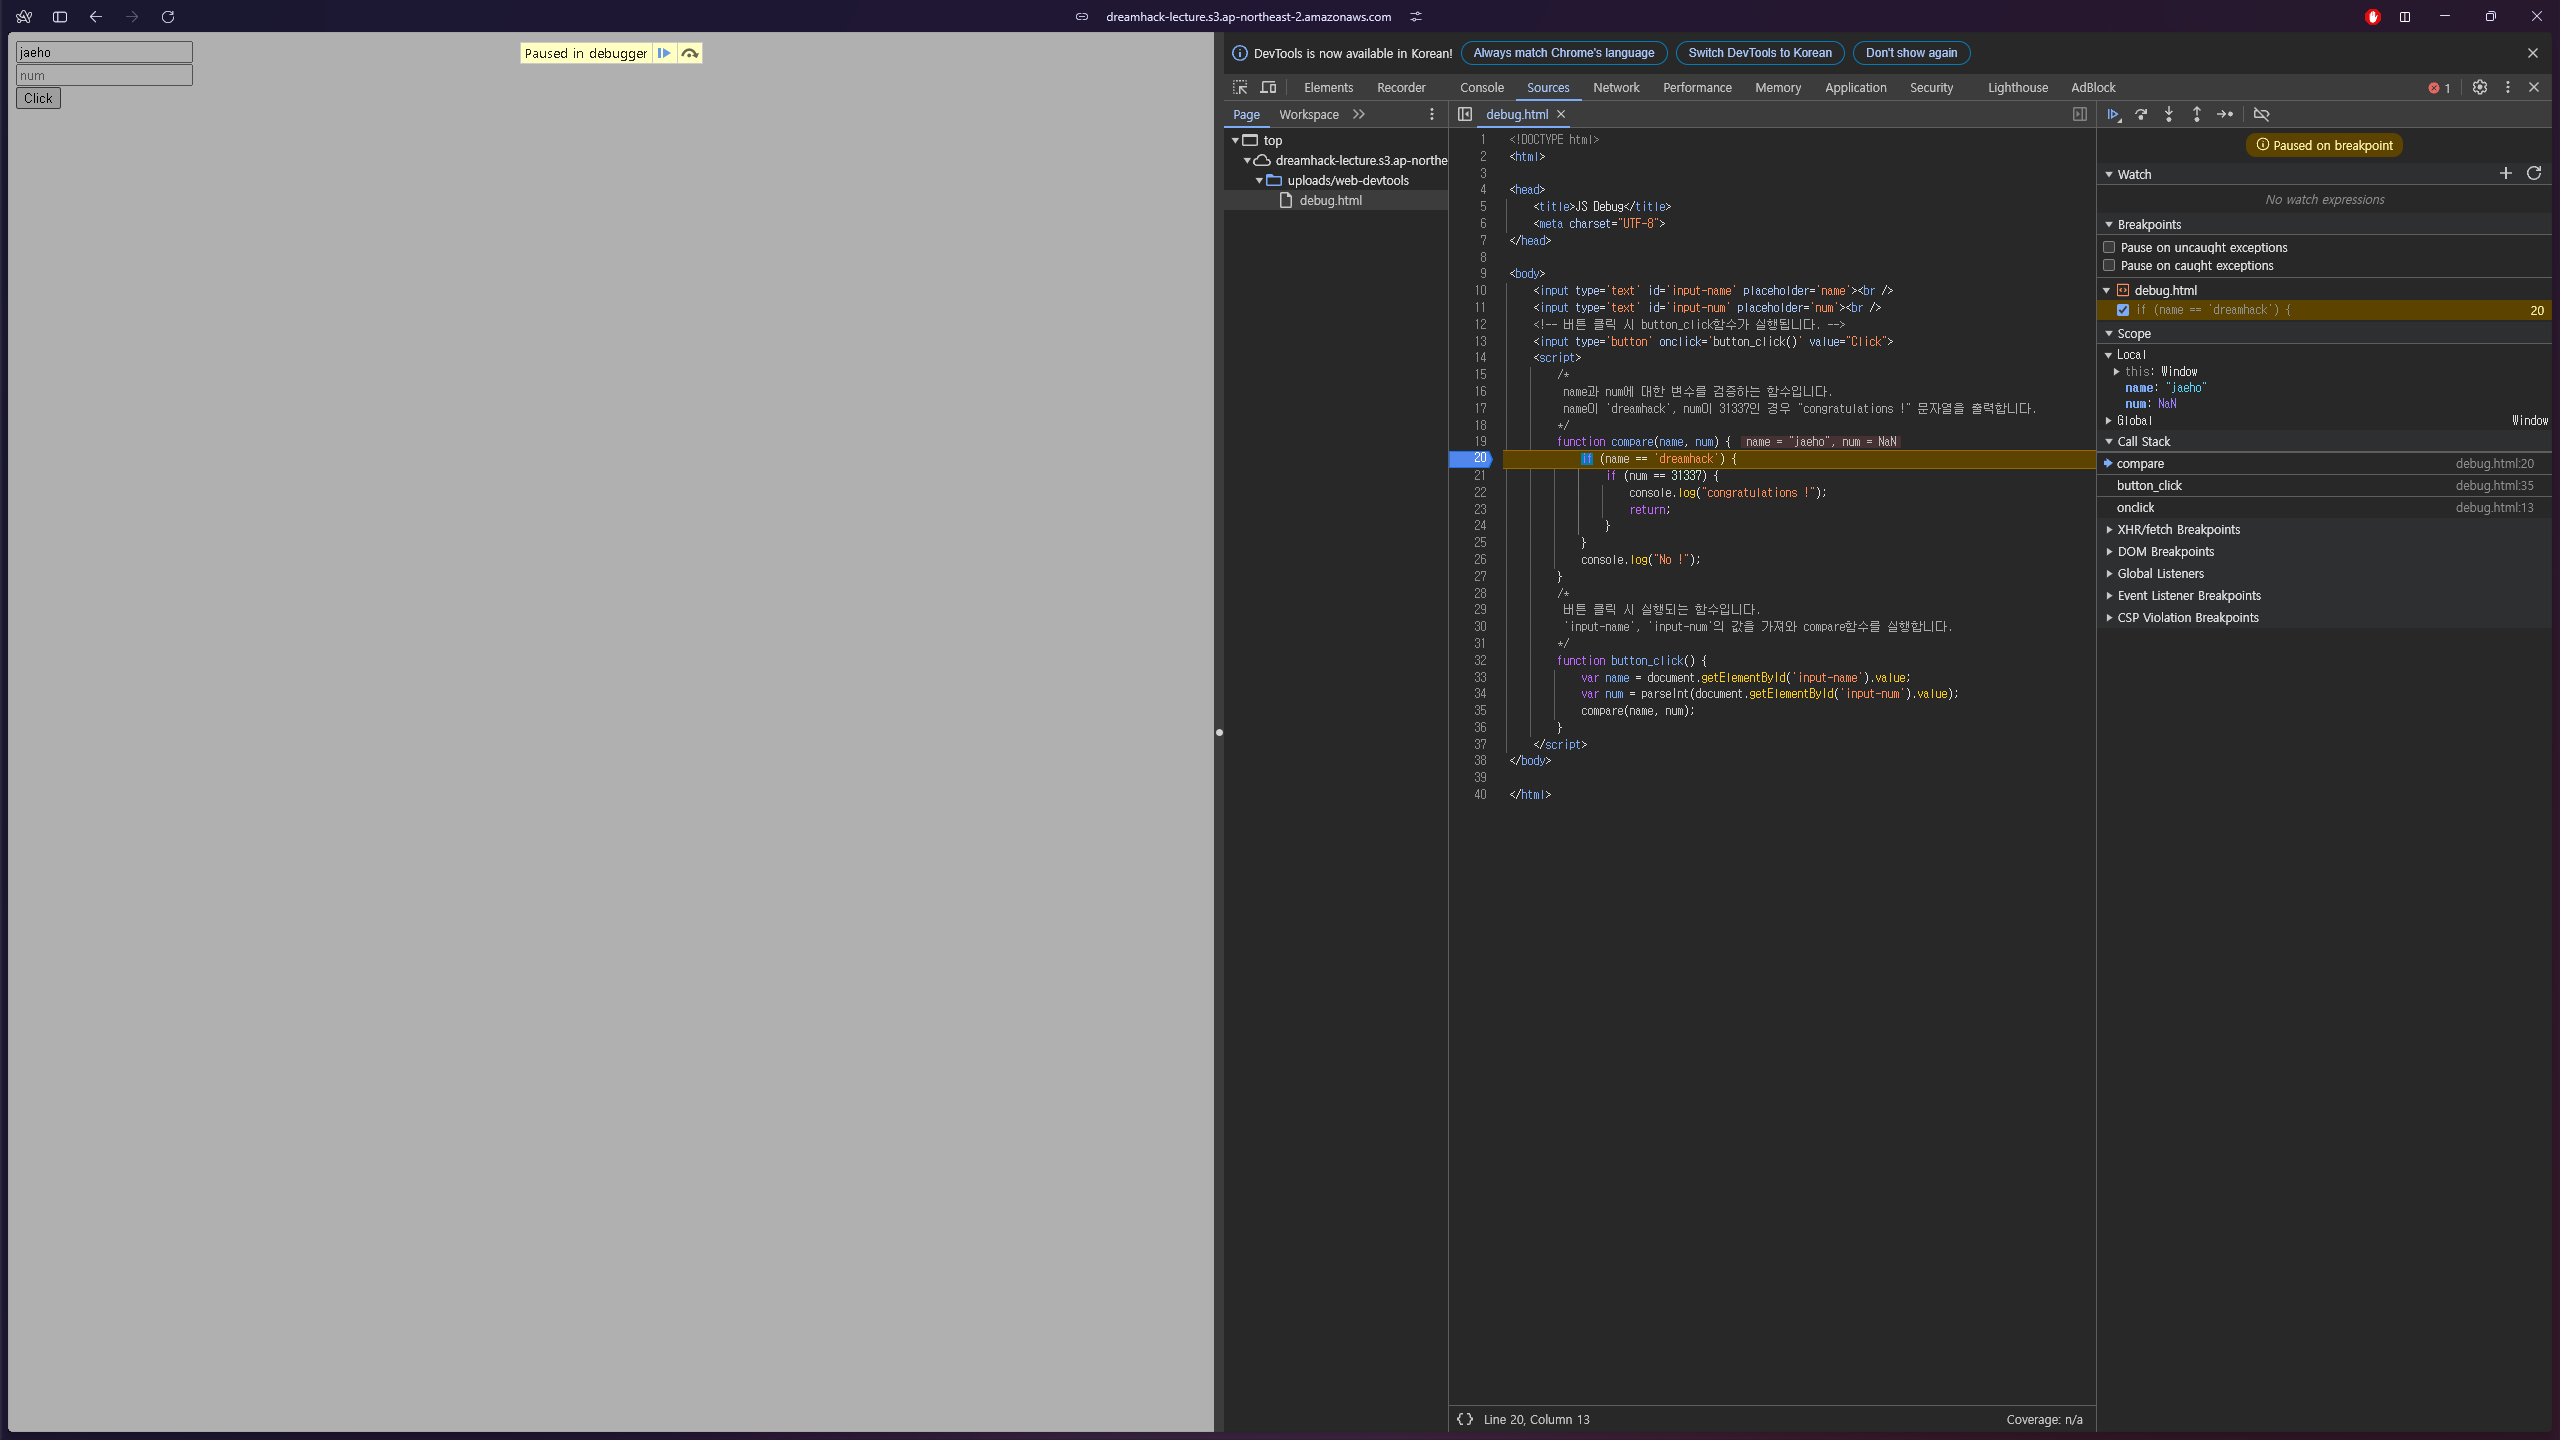 dreamhack-lecture.s3.ap-northeast-2.amazonaws.com
jaeho
num
Click
Paused in debugger
DevTools is now available in Korean!
Always match Chrome's language
Switch DevTools to Korean
Don't show again
Elements
Recorder
Console
Sources
Network
Performance
Memory
Application
Security
Lighthouse
AdBlock
1
Page
Workspace
top
dreamhack-lecture.s3.ap-northe
uploads/web-devtools
debug.html
debug.html
1 <!DOCTYPE html>
2 <html>
3
4 <head>
5 <title>JS Debug</title>
6 <meta charset="UTF-8">
7 </head>
8
9 <body>
10 <input type='text' id='input-name' placeholder='name'><br />
11 <input type='text' id='input-num' placeholder='num'><br />
12 <!-- 버튼 클릭 시 button_click함수가 실행됩니다. -->
13 <input type='button' onclick='button_click()' value="Click">
14 <script>
15 /*
16 name과 num에 대한 변수를 검증하는 함수입니다.
17 name이 'dreamhack', num이 31337인 경우 "congratulations !" 문자열을 출력합니다.
18 */
19 function compare(name, num) { name = "jaeho", num = NaN
20 if (name == 'dreamhack') {
21 if (num == 31337) {
22 console.log("congratulations !");
23 return;
24 }
25 }
26 console.log("No !");
27 }
28 /*
29 버튼 클릭 시 실행되는 함수입니다.
30 'input-name', 'input-num'의 값을 가져와 compare함수를 실행합니다.
31 */
32 function button_click() {
33 var name = document.getElementById('input-name').value;
34 var num = parseInt(document.getElementById('input-num').value);
35 compare(name, num);
36 }
37 </script>
38 </body>
39
40 </html>
{} Line 20, Column 13
Coverage: n/a
Paused on breakpoint
Watch
No watch expressions
Breakpoints
Pause on uncaught exceptions
Pause on caught exceptions
debug.html
if (name == 'dreamhack') { 20
Scope
Local
this: Window
name: "jaeho"
num: NaN
Global Window
Call Stack
compare debug.html:20
button_click debug.html:35
onclick debug.html:13
XHR/fetch Breakpoints
DOM Breakpoints
Global Listeners
Event Listener Breakpoints
CSP Violation Breakpoints